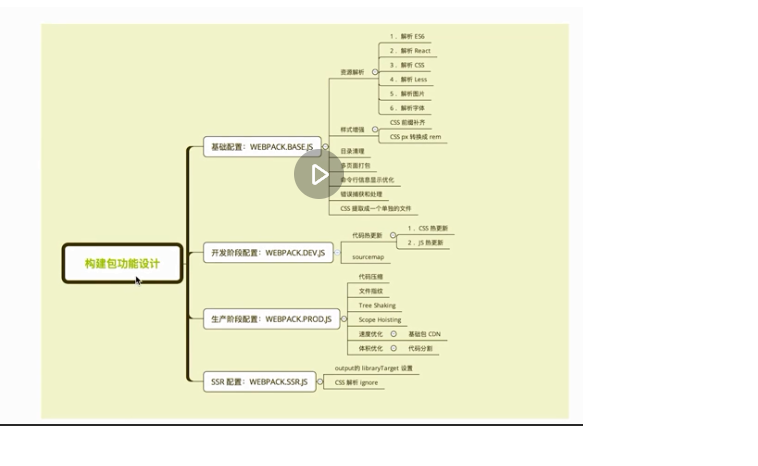 构建包功能设计
基础配置：WEBPACK.BASE.JS
资源解析
1．解析 ES6
2．解析 React
3．解析 CSS
4．解析 Less
5．解析图片
6．解析字体
样式增强
CSS 前缀补齐
CSS px 转换成 rem
目录清理
多页面打包
命令行信息显示优化
错误捕获和处理
CSS 提取成一个单独的文件
开发阶段配置：WEBPACK.DEV.JS
代码热更新
1．CSS 热更新
2．JS 热更新
sourcemap
生产阶段配置：WEBPACK.PROD.JS
代码压缩
文件指纹
Tree Shaking
Scope Hoisting
速度优化 基础包 CDN
体积优化 代码分割
SSR 配置：WEBPACK.SSR.JS
output的 libraryTarget 设置
CSS 解析 ignore